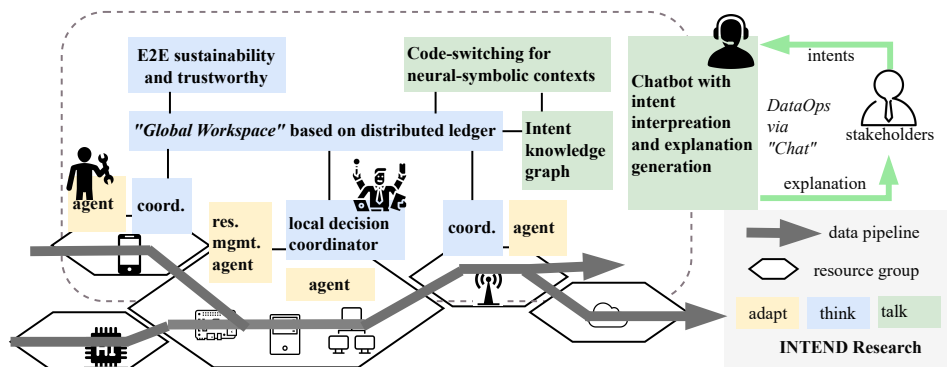 E2E sustainability
and trustworthy
Code-switching for
neural-symbolic contexts
Chatbot with
intent
interpreation
and explanation
generation
intents
DataOps
via
"Chat"
stakeholders
explanation
"Global Workspace" based on distributed ledger
Intent
knowledge
graph
agent
coord.
res.
mgmt.
agent
local decision
coordinator
agent
coord.
agent
data pipeline
resource group
adapt
think
talk
INTEND Research